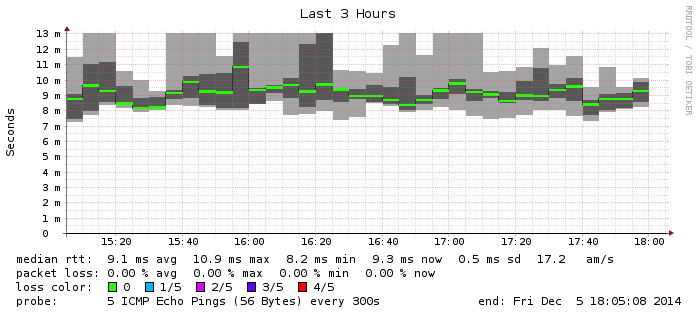 Last 3 Hours
RRDTOOL / TOBI OETIKER
Seconds
13 m
12 m
11 m
10 m
9 m
8 m
7 m
6 m
5 m
4 m
3 m
2 m
1 m
0
15:20 15:40 16:00 16:20 16:40 17:00 17:20 17:40 18:00
median rtt: 9.1 ms avg 10.9 ms max 8.2 ms min 9.3 ms now 0.5 ms sd 17.2 am/s
packet loss: 0.00 % avg 0.00 % max 0.00 % min 0.00 % now
loss color: 0 1/5 2/5 3/5 4/5
probe: 5 ICMP Echo Pings (56 Bytes) every 300s end: Fri Dec 5 18:05:08 2014